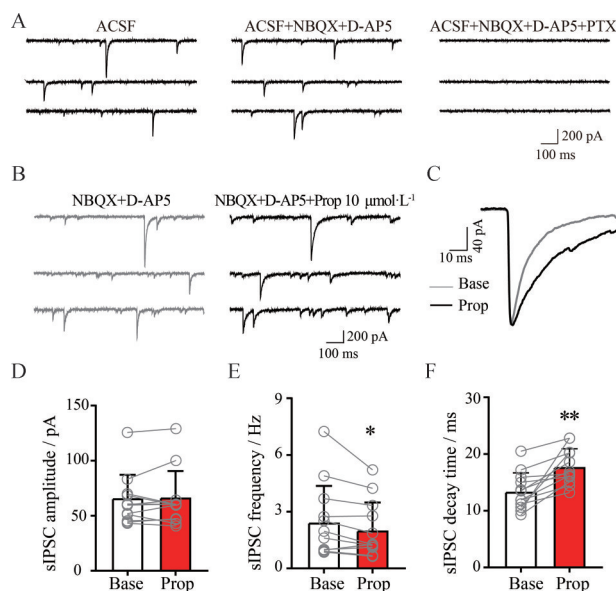 A
ACSF
ACSF+NBQX+D-AP5
ACSF+NBQX+D-AP5+PTX
200 pA
100 ms
B
NBQX+D-AP5
NBQX+D-AP5+Prop 10 μmol·L⁻¹
200 pA
100 ms
C
10 ms
40 pA
Base
Prop
D
sIPSC amplitude / pA
150
100
50
0
Base Prop
E
sIPSC frequency / Hz
9
6
3
0
*
Base Prop
F
sIPSC decay time / ms
30
20
10
0
**
Base Prop